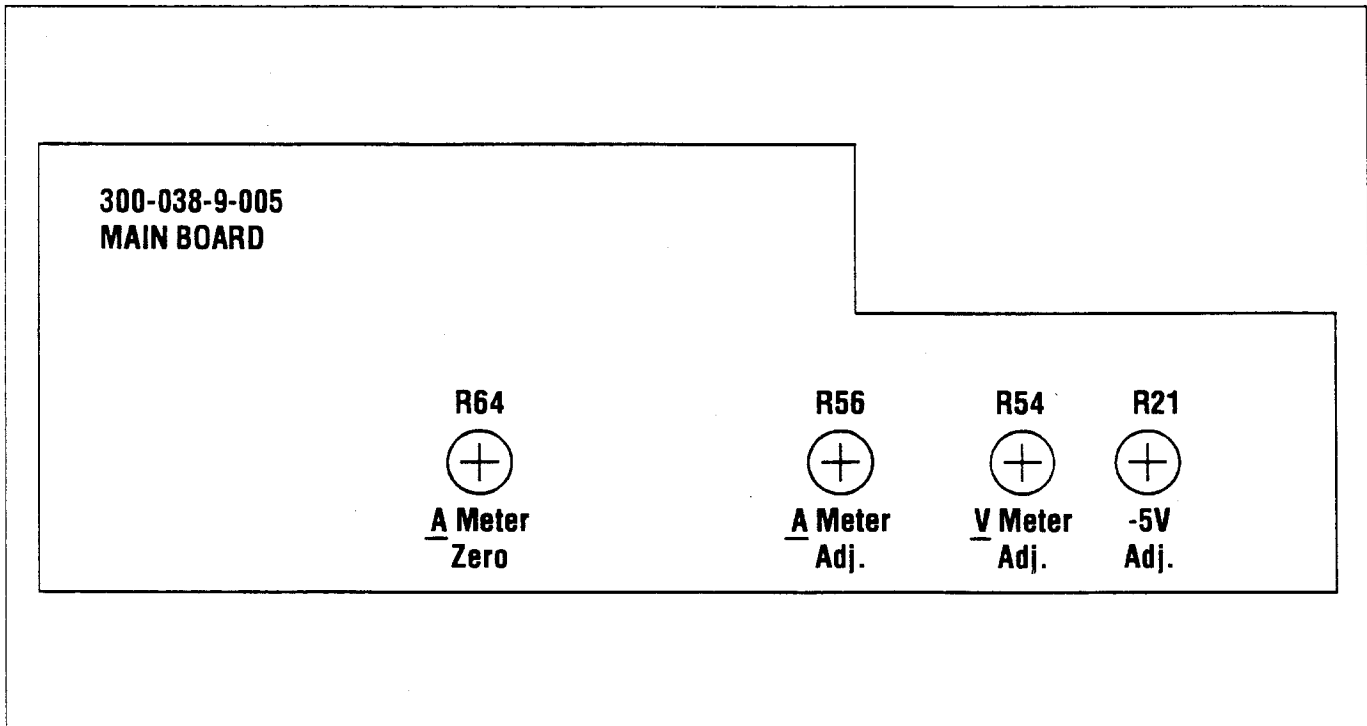 300-038-9-005
MAIN BOARD
R64
R56
R54
R21
A Meter
Zero
A Meter
Adj.
V Meter
Adj.
-5V
Adj.